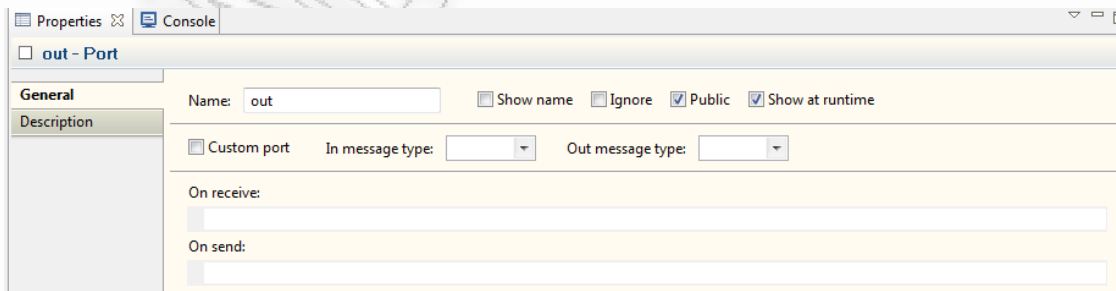 Properties Console
out - Port
General
Name: out Show name Ignore Public Show at runtime
Description
Custom port In message type: Out message type:
On receive:
On send: